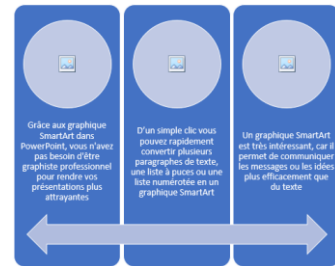 Grâce aux graphique
SmartArt dans
PowerPoint, vous n'avez
pas besoin d'être
graphiste professionnel
pour rendre vos
présentations plus
attrayantes
D'un simple clic vous
pouvez rapidement
convertir plusieurs
paragraphes de texte,
une liste à puces ou une
liste numérotée en un
graphique SmartArt
Un graphique SmartArt
est très intéressant, car il
permet de communiquer
les messages ou les idées
plus efficacement que
du texte